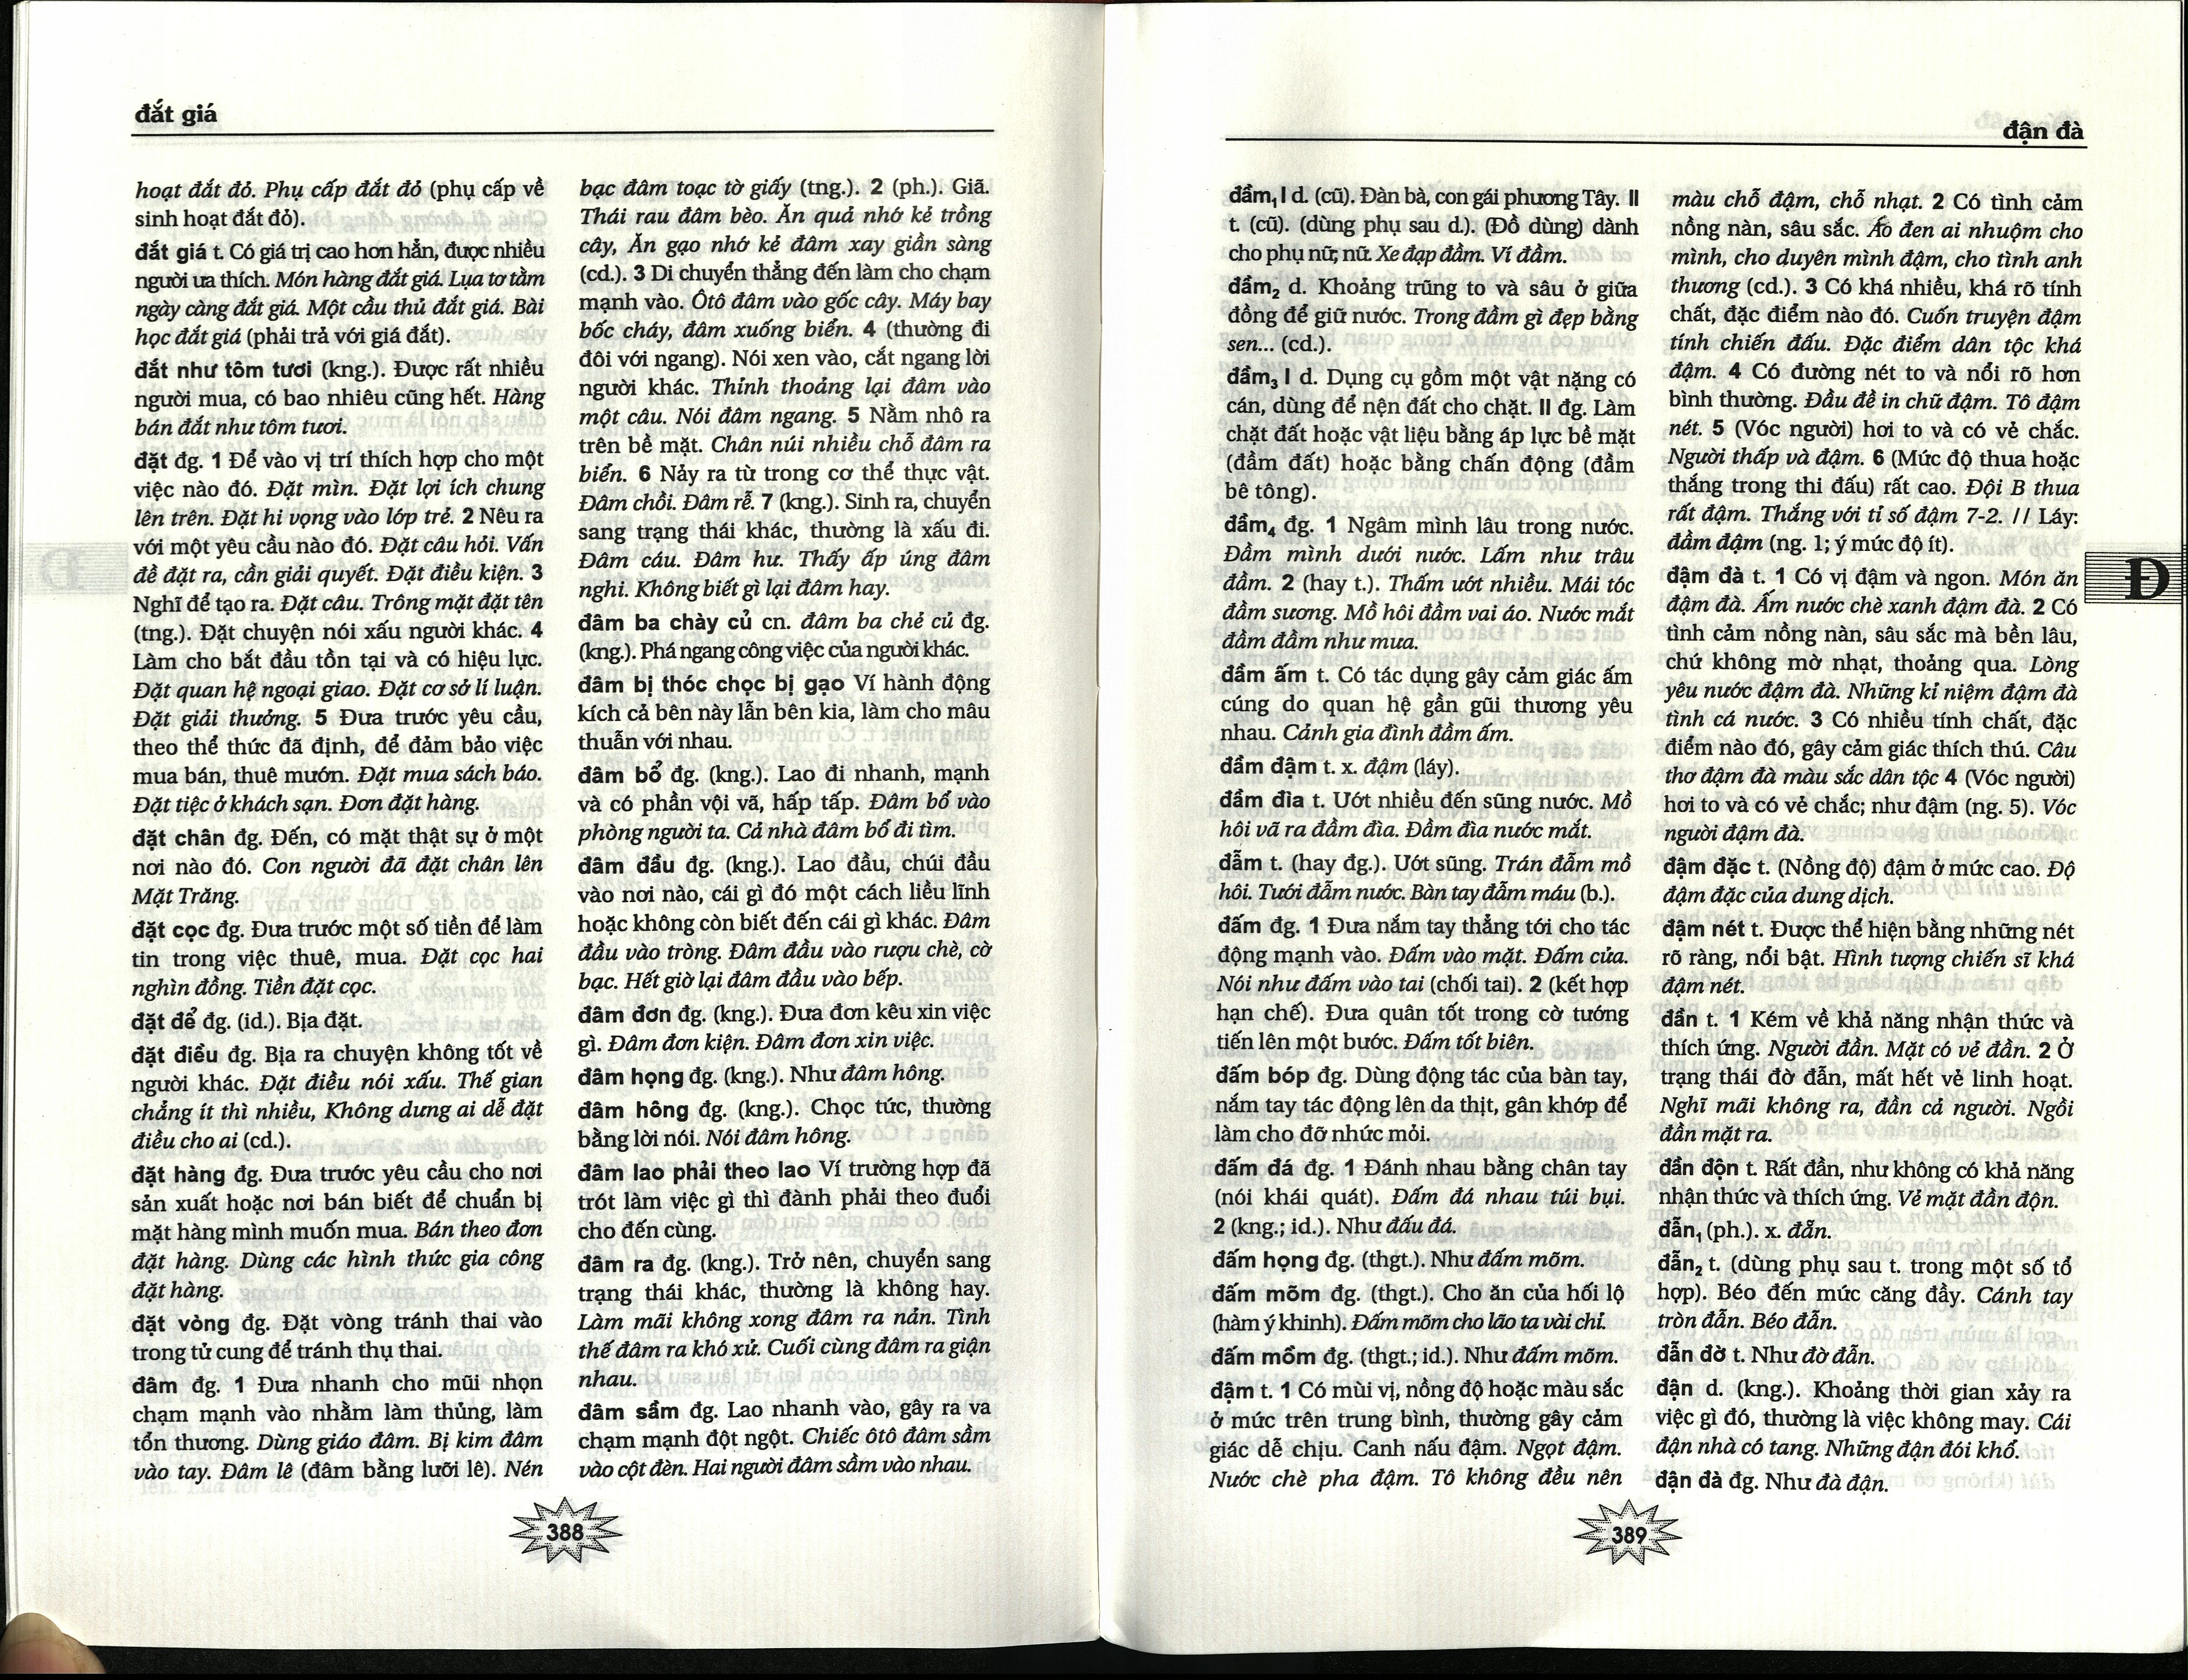 đắt giá
hoạt đắt đỏ. Phụ cấp đắt đỏ (phụ cấp về
sinh hoạt đắt đỏ).
đắt giá t. Có giá trị cao hơn hẳn, được nhiều
người ưa thích. Món hàng đắt giá. Lụa tơ tằm
ngày càng đắt giá. Một cầu thủ đắt giá. Bài
học đắt giá (phải trả với giá đắt).
đắt như tôm tươi (kng.). Được rất nhiều
người mua, có bao nhiêu cũng hết. Hàng
bán đắt như tôm tươi.
đặt đg. 1 Để vào vị trí thích hợp cho một
việc nào đó. Đặt mìn. Đặt lợi ích chung
lên trên. Đặt hi vọng vào lớp trẻ. 2 Nêu ra
với một yêu cầu nào đó. Đặt câu hỏi. Vấn
đề đặt ra, cần giải quyết. Đặt điều kiện. 3
Nghĩ để tạo ra. Đặt câu. Trông mặt đặt tên
(tng.). Đặt chuyện nói xấu người khác. 4
Làm cho bắt đầu tồn tại và có hiệu lực.
Đặt quan hệ ngoại giao. Đặt cơ sở lí luận.
Đặt giải thưởng. 5 Đưa trước yêu cầu,
theo thể thức đã định, để đảm bảo việc
mua bán, thuê mướn. Đặt mua sách báo.
Đặt tiệc ở khách sạn. Đơn đặt hàng.
đặt chân đg. Đến, có mặt thật sự ở một
nơi nào đó. Con người đã đặt chân lên
Mặt Trăng.
đặt cọc đg. Đưa trước một số tiền để làm
tin trong việc thuê, mua. Đặt cọc hai
nghìn đồng. Tiền đặt cọc.
đặt để đg. (id.). Bịa đặt.
đặt điều đg. Bịa ra chuyện không tốt về
người khác. Đặt điều nói xấu. Thế gian
chẳng ít thì nhiều, Không dưng ai dễ đặt
điều cho ai (cd.).
đặt hàng đg. Đưa trước yêu cầu cho nơi
sản xuất hoặc nơi bán biết để chuẩn bị
mặt hàng mình muốn mua. Bán theo đơn
đặt hàng. Dùng các hình thức gia công
đặt hàng.
đặt vòng đg. Đặt vòng tránh thai vào
trong tử cung để tránh thụ thai.
đâm đg. 1 Đưa nhanh cho mũi nhọn
chạm mạnh vào nhằm làm thủng, làm
tổn thương. Dùng giáo đâm. Bị kim đâm
vào tay. Đâm lê (đâm bằng lưỡi lê). Nén
bạc đâm toạc tờ giấy (tng.). 2 (ph.). Giã.
Thái rau đâm bèo. Ăn quả nhớ kẻ trồng
cây, Ăn gạo nhớ kẻ đâm xay giần sàng
(cd.). 3 Di chuyển thẳng đến làm cho chạm
mạnh vào. Ôtô đâm vào gốc cây. Máy bay
bốc cháy, đâm xuống biển. 4 (thường đi
đôi với ngang). Nói xen vào, cắt ngang lời
người khác. Thỉnh thoảng lại đâm vào
một câu. Nói đâm ngang. 5 Nằm nhô ra
trên bề mặt. Chân núi nhiều chỗ đâm ra
biển. 6 Nảy ra từ trong cơ thể thực vật.
Đâm chồi. Đâm rễ. 7 (kng.). Sinh ra, chuyển
sang trạng thái khác, thường là xấu đi.
Đâm cáu. Đâm hư. Thấy ấp úng đâm
nghi. Không biết gì lại đâm hay.
đâm ba chày củ cn. đâm ba chẻ củ đg.
(kng.). Phá ngang công việc của người khác.
đâm bị thóc chọc bị gạo Ví hành động
kích cả bên này lẫn bên kia, làm cho mâu
thuẫn với nhau.
đâm bổ đg. (kng.). Lao đi nhanh, mạnh
và có phần vội vã, hấp tấp. Đâm bổ vào
phòng người ta. Cả nhà đâm bổ đi tìm.
đâm đầu đg. (kng.). Lao đầu, chúi đầu
vào nơi nào, cái gì đó một cách liều lĩnh
hoặc không còn biết đến cái gì khác. Đâm
đầu vào tròng. Đâm đầu vào rượu chè, cờ
bạc. Hết giờ lại đâm đầu vào bếp.
đâm đơn đg. (kng.). Đưa đơn kêu xin việc
gì. Đâm đơn kiện. Đâm đơn xin việc.
đâm họng đg. (kng.). Như đâm hông.
đâm hông đg. (kng.). Chọc tức, thường
bằng lời nói. Nói đâm hông.
đâm lao phải theo lao Ví trường hợp đã
trót làm việc gì thì đành phải theo đuổi
cho đến cùng.
đâm ra đg. (kng.). Trở nên, chuyển sang
trạng thái khác, thường là không hay.
Làm mãi không xong đâm ra nản. Tình
thế đâm ra khó xử. Cuối cùng đâm ra giận
nhau.
đâm sầm đg. Lao nhanh vào, gây ra va
chạm mạnh đột ngột. Chiếc ôtô đâm sầm
vào cột đèn. Hai người đâm sầm vào nhau.
388
đận đà
đầm₁ I d. (cũ). Đàn bà, con gái phương Tây. II
t. (cũ). (dùng phụ sau d.). (Đồ dùng) dành
cho phụ nữ; nữ. Xe đạp đầm. Ví đầm.
đầm₂ d. Khoảng trũng to và sâu ở giữa
đồng để giữ nước. Trong đầm gì đẹp bằng
sen... (cd.).
đầm₃ I d. Dụng cụ gồm một vật nặng có
cán, dùng để nện đất cho chặt. II đg. Làm
chặt đất hoặc vật liệu bằng áp lực bề mặt
(đầm đất) hoặc bằng chấn động (đầm
bê tông).
đầm₄ đg. 1 Ngâm mình lâu trong nước.
Đầm mình dưới nước. Lấm như trâu
đầm. 2 (hay t.). Thấm ướt nhiều. Mái tóc
đầm sương. Mồ hôi đầm vai áo. Nước mắt
đầm đầm như mưa.
đầm ấm t. Có tác dụng gây cảm giác ấm
cúng do quan hệ gần gũi thương yêu
nhau. Cảnh gia đình đầm ấm.
đầm đậm t. x. đậm (láy).
đầm đìa t. Ướt nhiều đến sũng nước. Mồ
hôi vã ra đầm đìa. Đầm đìa nước mắt.
đẫm t. (hay đg.). Ướt sũng. Trán đẫm mồ
hôi. Tưới đẫm nước. Bàn tay đẫm máu (b.).
đấm đg. 1 Đưa nắm tay thẳng tới cho tác
động mạnh vào. Đấm vào mặt. Đấm cửa.
Nói như đấm vào tai (chối tai). 2 (kết hợp
hạn chế). Đưa quân tốt trong cờ tướng
tiến lên một bước. Đấm tốt biên.
đấm bóp đg. Dùng động tác của bàn tay,
nắm tay tác động lên da thịt, gân khớp để
làm cho đỡ nhức mỏi.
đấm đá đg. 1 Đánh nhau bằng chân tay
(nói khái quát). Đấm đá nhau túi bụi.
2 (kng.; id.). Như đấu đá.
đấm họng đg. (thgt.). Như đấm mõm.
đấm mõm đg. (thgt.). Cho ăn của hối lộ
(hàm ý khinh). Đấm mõm cho lão ta vài chỉ.
đấm mồm đg. (thgt.; id.). Như đấm mõm.
đậm t. 1 Có mùi vị, nồng độ hoặc màu sắc
ở mức trên trung bình, thường gây cảm
giác dễ chịu. Canh nấu đậm. Ngọt đậm.
Nước chè pha đậm. Tô không đều nên
màu chỗ đậm, chỗ nhạt. 2 Có tình cảm
nồng nàn, sâu sắc. Áo đen ai nhuộm cho
mình, cho duyên mình đậm, cho tình anh
thương (cd.). 3 Có khá nhiều, khá rõ tính
chất, đặc điểm nào đó. Cuốn truyện đậm
tính chiến đấu. Đặc điểm dân tộc khá
đậm. 4 Có đường nét to và nổi rõ hơn
bình thường. Đầu đề in chữ đậm. Tô đậm
nét. 5 (Vóc người) hơi to và có vẻ chắc.
Người thấp và đậm. 6 (Mức độ thua hoặc
thắng trong thi đấu) rất cao. Đội B thua
rất đậm. Thắng với tỉ số đậm 7-2. // Láy:
đầm đậm (ng. 1; ý mức độ ít).
đậm đà t. 1 Có vị đậm và ngon. Món ăn
đậm đà. Ấm nước chè xanh đậm đà. 2 Có
tình cảm nồng nàn, sâu sắc mà bền lâu,
chứ không mờ nhạt, thoảng qua. Lòng
yêu nước đậm đà. Những kỉ niệm đậm đà
tình cá nước. 3 Có nhiều tính chất, đặc
điểm nào đó, gây cảm giác thích thú. Câu
thơ đậm đà màu sắc dân tộc 4 (Vóc người)
hơi to và có vẻ chắc; như đậm (ng. 5). Vóc
người đậm đà.
đậm đặc t. (Nồng độ) đậm ở mức cao. Độ
đậm đặc của dung dịch.
đậm nét t. Được thể hiện bằng những nét
rõ ràng, nổi bật. Hình tượng chiến sĩ khá
đậm nét.
đần t. 1 Kém về khả năng nhận thức và
thích ứng. Người đần. Mặt có vẻ đần. 2 Ở
trạng thái đờ đẫn, mất hết vẻ linh hoạt.
Nghĩ mãi không ra, đần cả người. Ngồi
đần mặt ra.
đần độn t. Rất đần, như không có khả năng
nhận thức và thích ứng. Vẻ mặt đần độn.
đẫn₁ (ph.). x. đẵn.
đẫn₂ t. (dùng phụ sau t. trong một số tổ
hợp). Béo đến mức căng đầy. Cánh tay
tròn đẫn. Béo đẫn.
đẫn đờ t. Như đờ đẫn.
đận d. (kng.). Khoảng thời gian xảy ra
việc gì đó, thường là việc không may. Cái
đận nhà có tang. Những đận đói khổ.
đận đà đg. Như đà đận.
Đ
389